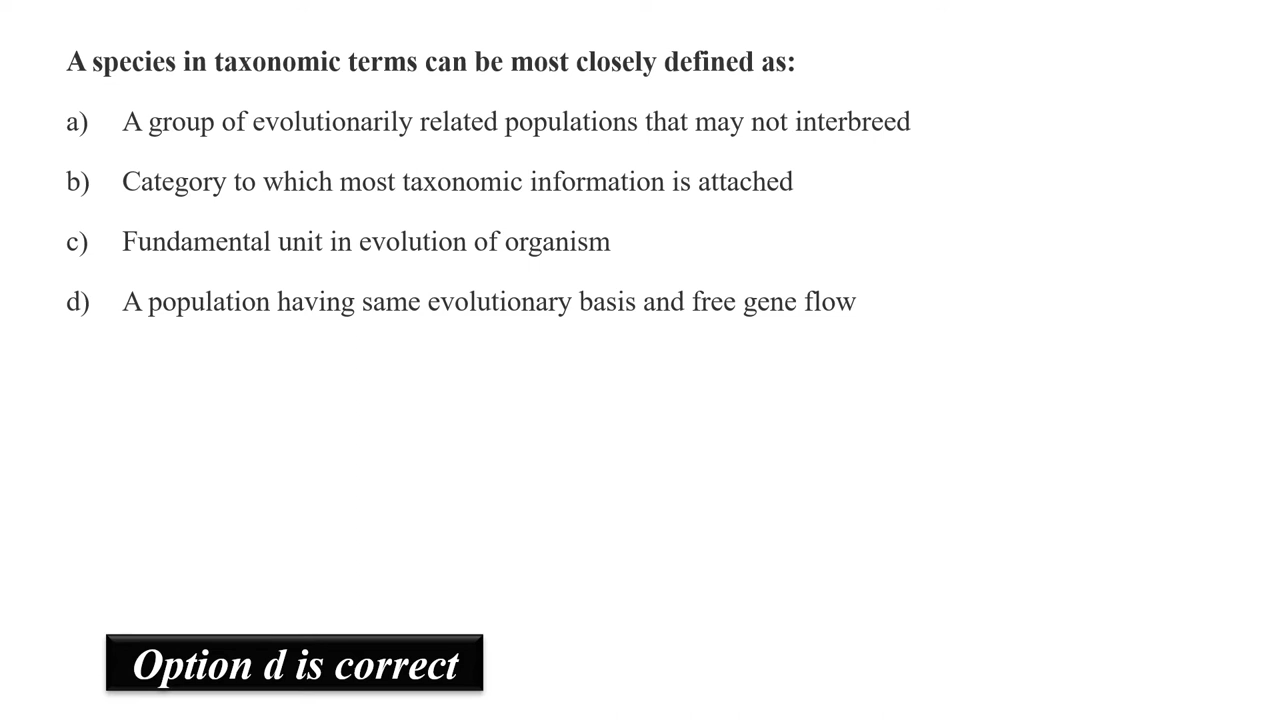 A species in taxonomic terms can be most closely defined as:
a) A group of evolutionarily related populations that may not interbreed
b) Category to which most taxonomic information is attached
c) Fundamental unit in evolution of organism
d) A population having same evolutionary basis and free gene flow
Option d is correct